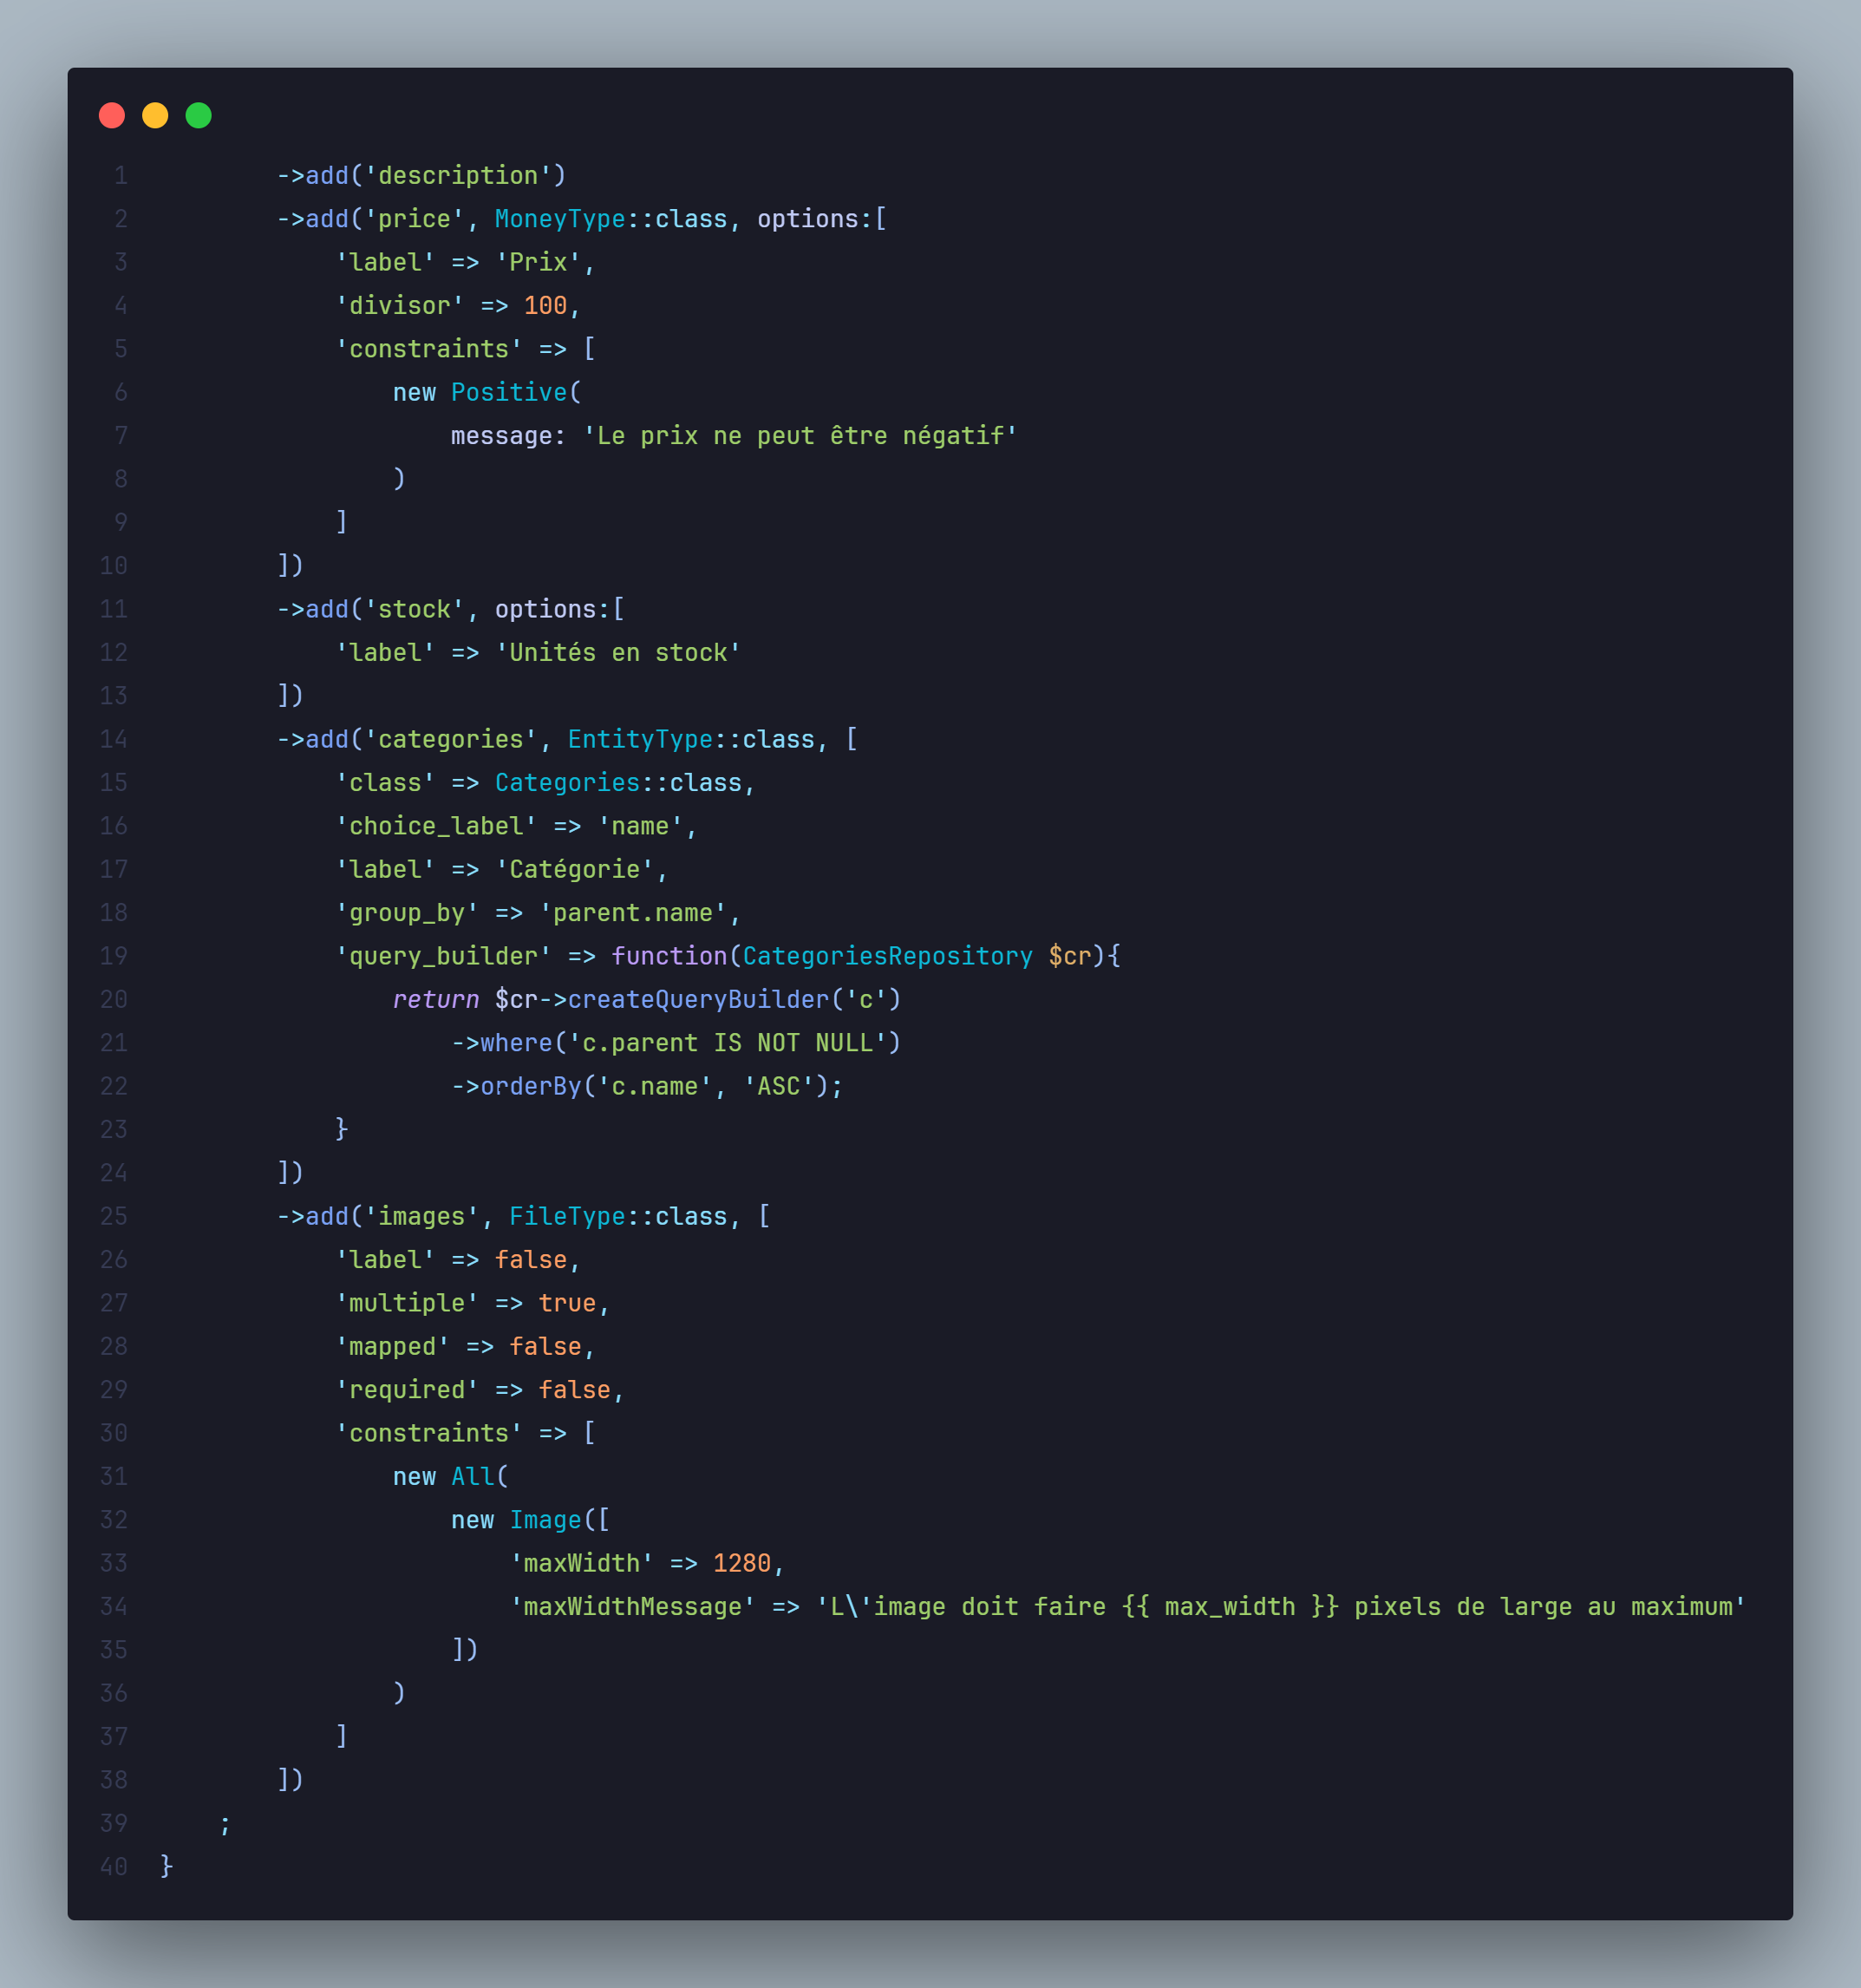 1         ->add('description')
2         ->add('price', MoneyType::class, options:[
3             'label' => 'Prix',
4             'divisor' => 100,
5             'constraints' => [
6                 new Positive(
7                     message: 'Le prix ne peut être négatif'
8                 )
9             ]
10         ])
11         ->add('stock', options:[
12             'label' => 'Unités en stock'
13         ])
14         ->add('categories', EntityType::class, [
15             'class' => Categories::class,
16             'choice_label' => 'name',
17             'label' => 'Catégorie',
18             'group_by' => 'parent.name',
19             'query_builder' => function(CategoriesRepository $cr){
20                 return $cr->createQueryBuilder('c')
21                     ->where('c.parent IS NOT NULL')
22                     ->orderBy('c.name', 'ASC');
23             }
24         ])
25         ->add('images', FileType::class, [
26             'label' => false,
27             'multiple' => true,
28             'mapped' => false,
29             'required' => false,
30             'constraints' => [
31                 new All(
32                     new Image([
33                         'maxWidth' => 1280,
34                         'maxWidthMessage' => 'L\'image doit faire {{ max_width }} pixels de large au maximum'
35                     ])
36                 )
37             ]
38         ])
39     ;
40 }